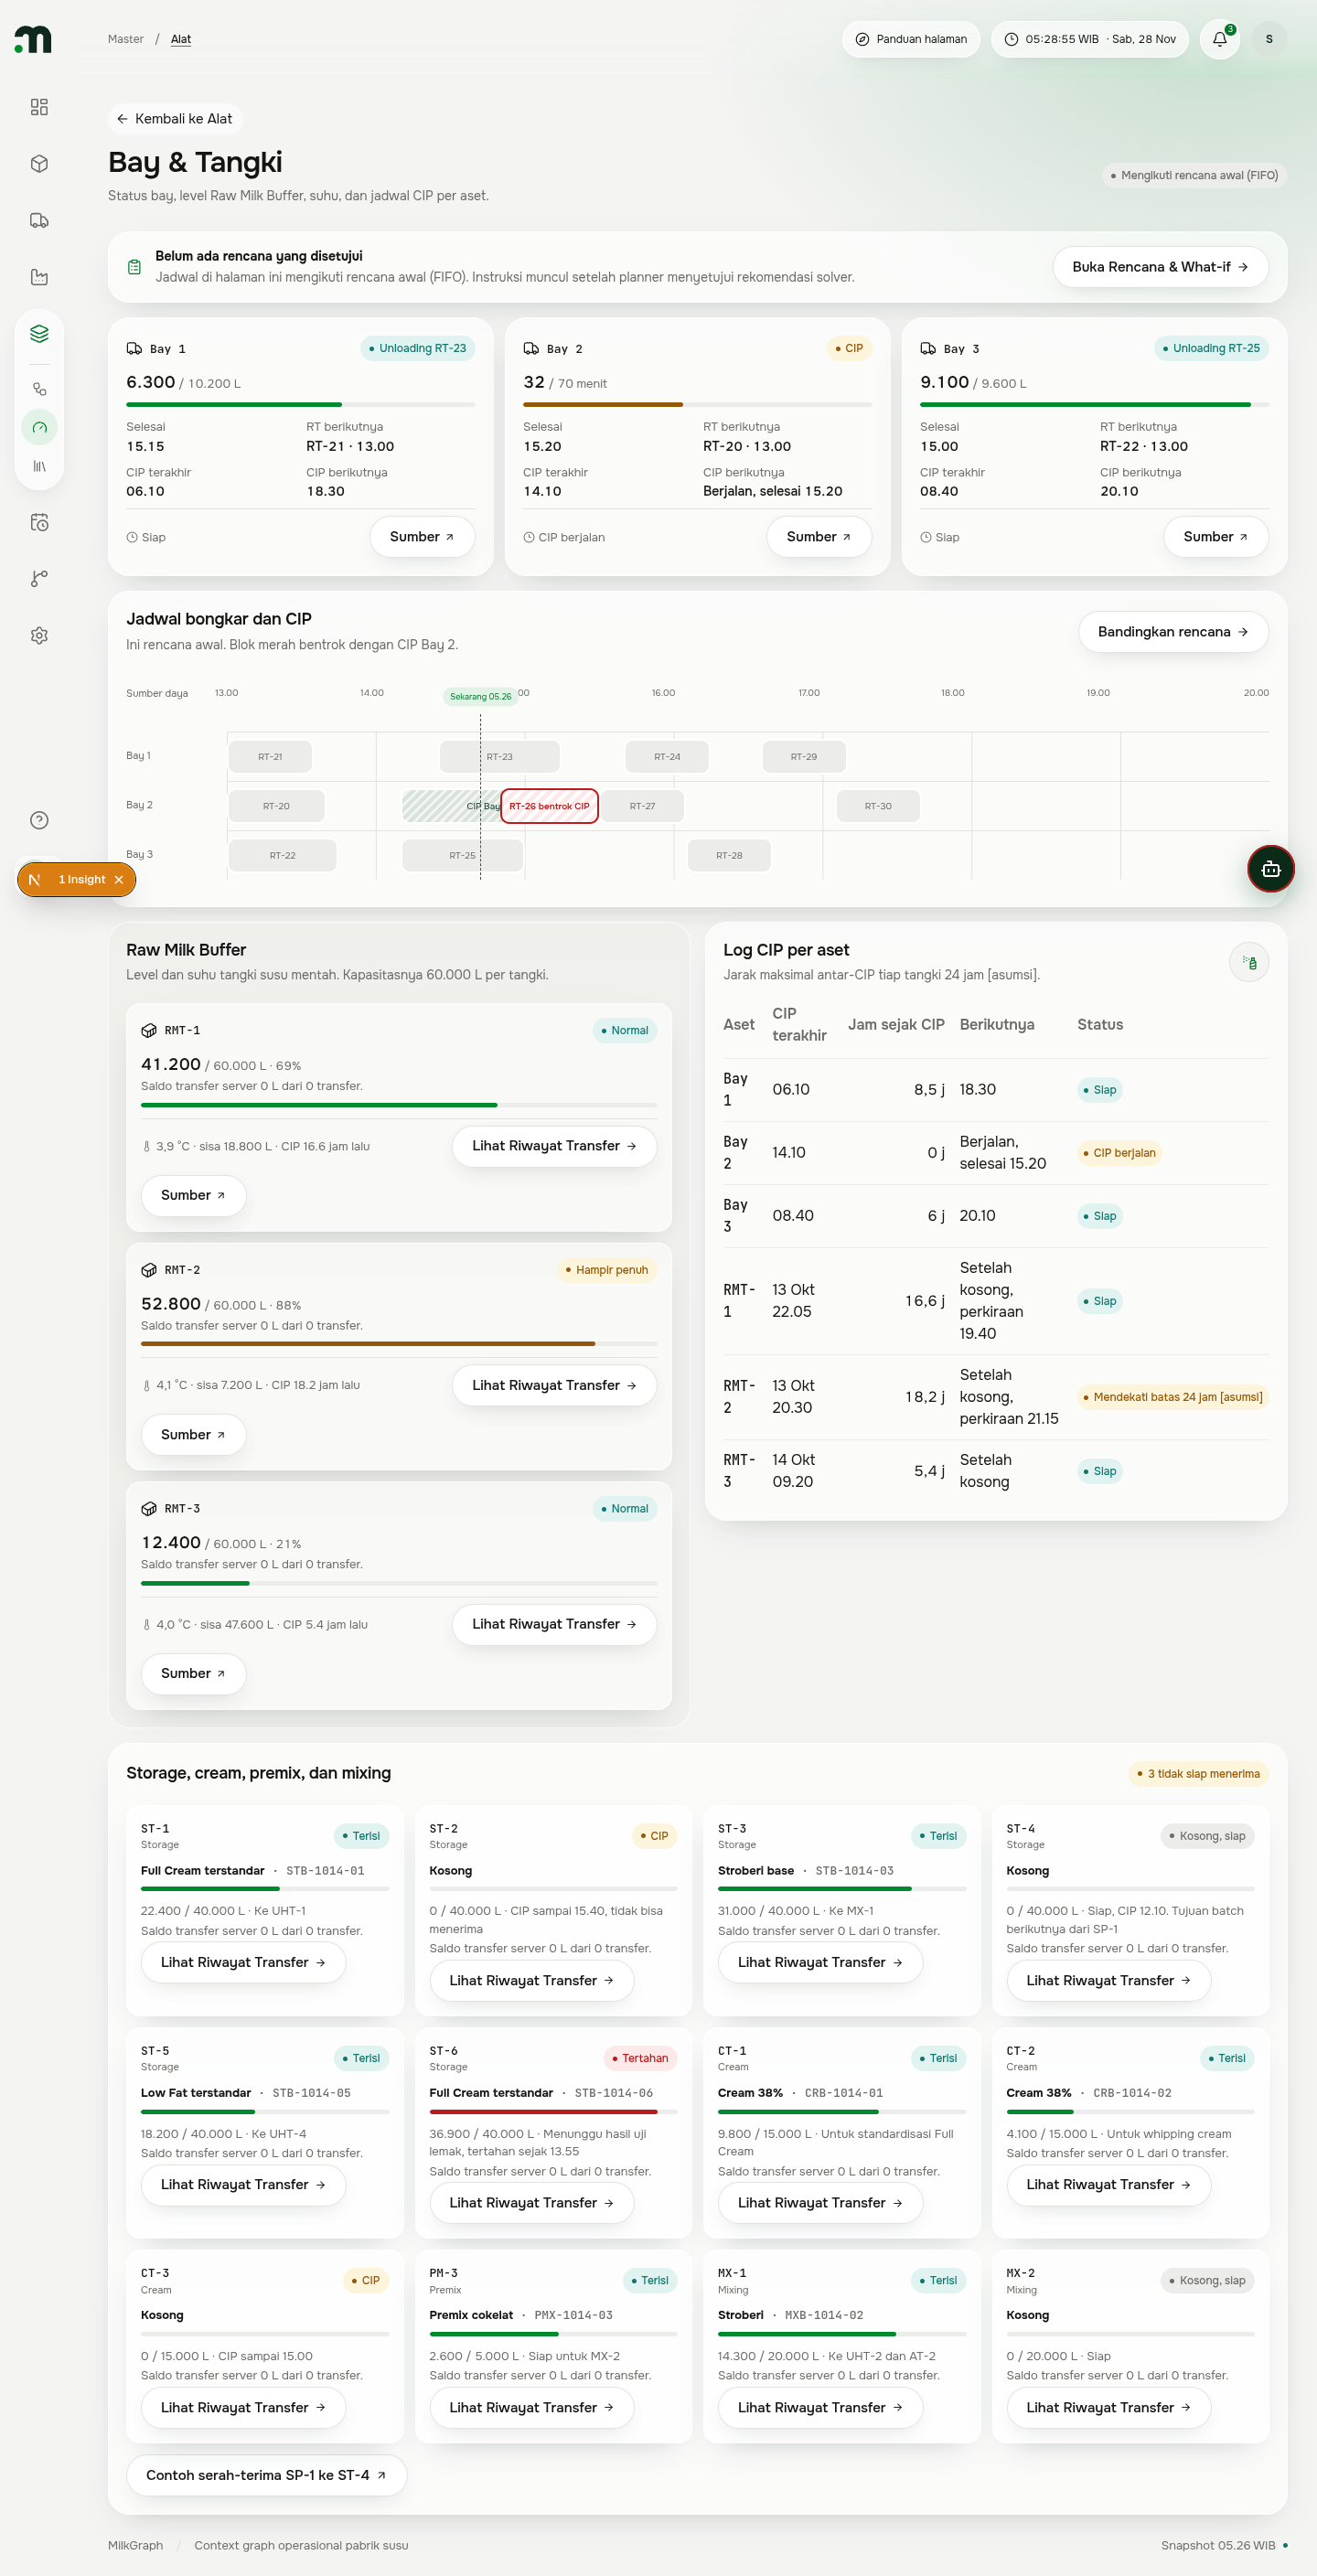 Master / Alat
Panduan halaman
05:28:55 WIB · Sab, 28 Nov
3
S
← Kembali ke Alat
Bay & Tangki
Status bay, level Raw Milk Buffer, suhu, dan jadwal CIP per aset.
Mengikuti rencana awal (FIFO)
Belum ada rencana yang disetujui
Jadwal di halaman ini mengikuti rencana awal (FIFO). Instruksi muncul setelah planner menyetujui rekomendasi solver.
Buka Rencana & What-if →
Bay 1
Unloading RT-23
6.300 / 10.200 L
Selesai
RT berikutnya
15.15
RT-21 · 13.00
CIP terakhir
CIP berikutnya
06.10
18.30
Siap
Sumber ↗
Bay 2
CIP
32 / 70 menit
Selesai
RT berikutnya
15.20
RT-20 · 13.00
CIP terakhir
CIP berikutnya
14.10
Berjalan, selesai 15.20
CIP berjalan
Sumber ↗
Bay 3
Unloading RT-25
9.100 / 9.600 L
Selesai
RT berikutnya
15.00
RT-22 · 13.00
CIP terakhir
CIP berikutnya
08.40
20.10
Siap
Sumber ↗
Jadwal bongkar dan CIP
Ini rencana awal. Blok merah bentrok dengan CIP Bay 2.
Bandingkan rencana →
Sumber daya 13.00 14.00 Sekarang 05.26 00 16.00 17.00 18.00 19.00 20.00
Bay 1 RT-21 RT-23 RT-24 RT-29
Bay 2 RT-20 CIP Bay RT-26 bentrok CIP RT-27 RT-30
Bay 3 RT-22 RT-25 RT-28
1 Insight ×
Raw Milk Buffer
Level dan suhu tangki susu mentah. Kapasitasnya 60.000 L per tangki.
RMT-1
Normal
41.200 / 60.000 L · 69%
Saldo transfer server 0 L dari 0 transfer.
3,9 °C · sisa 18.800 L · CIP 16.6 jam lalu
Lihat Riwayat Transfer →
Sumber ↗
RMT-2
Hampir penuh
52.800 / 60.000 L · 88%
Saldo transfer server 0 L dari 0 transfer.
4,1 °C · sisa 7.200 L · CIP 18.2 jam lalu
Lihat Riwayat Transfer →
Sumber ↗
RMT-3
Normal
12.400 / 60.000 L · 21%
Saldo transfer server 0 L dari 0 transfer.
4,0 °C · sisa 47.600 L · CIP 5.4 jam lalu
Lihat Riwayat Transfer →
Sumber ↗
Log CIP per aset
Jarak maksimal antar-CIP tiap tangki 24 jam [asumsi].
Aset CIP terakhir Jam sejak CIP Berikutnya Status
Bay 1 06.10 8,5 j 18.30 Siap
Bay 2 14.10 0 j Berjalan, selesai 15.20 CIP berjalan
Bay 3 08.40 6 j 20.10 Siap
RMT-1 13 Okt 22.05 16,6 j Setelah kosong, perkiraan 19.40 Siap
RMT-2 13 Okt 20.30 18,2 j Setelah kosong, perkiraan 21.15 Mendekati batas 24 jam [asumsi]
RMT-3 14 Okt 09.20 5,4 j Setelah kosong Siap
Storage, cream, premix, dan mixing
3 tidak siap menerima
ST-1
Storage
Terisi
Full Cream terstandar · STB-1014-01
22.400 / 40.000 L · Ke UHT-1
Saldo transfer server 0 L dari 0 transfer.
Lihat Riwayat Transfer →
ST-2
Storage
CIP
Kosong
0 / 40.000 L · CIP sampai 15.40, tidak bisa
menerima
Saldo transfer server 0 L dari 0 transfer.
Lihat Riwayat Transfer →
ST-3
Storage
Terisi
Stroberi base · STB-1014-03
31.000 / 40.000 L · Ke MX-1
Saldo transfer server 0 L dari 0 transfer.
Lihat Riwayat Transfer →
ST-4
Storage
Kosong, siap
Kosong
0 / 40.000 L · Siap, CIP 12.10. Tujuan batch
berikutnya dari SP-1
Saldo transfer server 0 L dari 0 transfer.
Lihat Riwayat Transfer →
ST-5
Storage
Terisi
Low Fat terstandar · STB-1014-05
18.200 / 40.000 L · Ke UHT-4
Saldo transfer server 0 L dari 0 transfer.
Lihat Riwayat Transfer →
ST-6
Storage
Tertahan
Full Cream terstandar · STB-1014-06
36.900 / 40.000 L · Menunggu hasil uji
lemak, tertahan sejak 13.55
Saldo transfer server 0 L dari 0 transfer.
Lihat Riwayat Transfer →
CT-1
Cream
Terisi
Cream 38% · CRB-1014-01
9.800 / 15.000 L · Untuk standardisasi Full
Cream
Saldo transfer server 0 L dari 0 transfer.
Lihat Riwayat Transfer →
CT-2
Cream
Terisi
Cream 38% · CRB-1014-02
4.100 / 15.000 L · Untuk whipping cream
Saldo transfer server 0 L dari 0 transfer.
Lihat Riwayat Transfer →
CT-3
Cream
CIP
Kosong
0 / 15.000 L · CIP sampai 15.00
Saldo transfer server 0 L dari 0 transfer.
Lihat Riwayat Transfer →
PM-3
Premix
Terisi
Premix cokelat · PMX-1014-03
2.600 / 5.000 L · Siap untuk MX-2
Saldo transfer server 0 L dari 0 transfer.
Lihat Riwayat Transfer →
MX-1
Mixing
Terisi
Stroberi · MXB-1014-02
14.300 / 20.000 L · Ke UHT-2 dan AT-2
Saldo transfer server 0 L dari 0 transfer.
Lihat Riwayat Transfer →
MX-2
Mixing
Kosong, siap
Kosong
0 / 20.000 L · Siap
Saldo transfer server 0 L dari 0 transfer.
Lihat Riwayat Transfer →
Contoh serah-terima SP-1 ke ST-4 ↗
MilkGraph / Context graph operasional pabrik susu
Snapshot 05.26 WIB